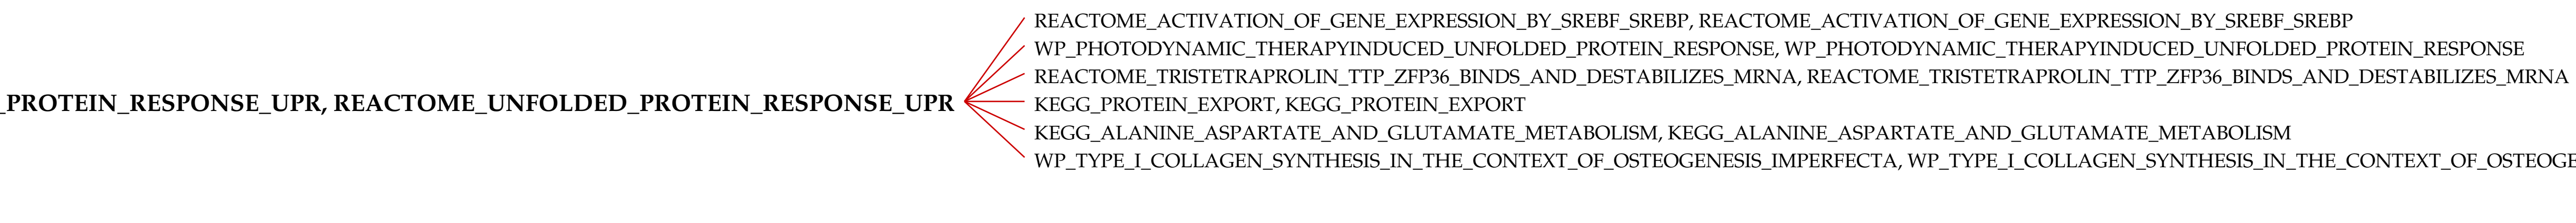 REACTOME_ACTIVATION_OF_GENE_EXPRESSION_BY_SREBF_SREBP, REACTOME_ACTIVATION_OF_GENE_EXPRESSION_BY_SREBF_SREBP
WP_PHOTODYNAMIC_THERAPYINDUCED_UNFOLDED_PROTEIN_RESPONSE, WP_PHOTODYNAMIC_THERAPYINDUCED_UNFOLDED_PROTEIN_RESPONSE
REACTOME_TRISTETRAPROLIN_TTP_ZFP36_BINDS_AND_DESTABILIZES_MRNA, REACTOME_TRISTETRAPROLIN_TTP_ZFP36_BINDS_AND_DESTABILIZES_MRNA
_PROTEIN_RESPONSE_UPR, REACTOME_UNFOLDED_PROTEIN_RESPONSE_UPR
KEGG_PROTEIN_EXPORT, KEGG_PROTEIN_EXPORT
KEGG_ALANINE_ASPARTATE_AND_GLUTAMATE_METABOLISM, KEGG_ALANINE_ASPARTATE_AND_GLUTAMATE_METABOLISM
WP_TYPE_I_COLLAGEN_SYNTHESIS_IN_THE_CONTEXT_OF_OSTEOGENESIS_IMPERFECTA, WP_TYPE_I_COLLAGEN_SYNTHESIS_IN_THE_CONTEXT_OF_OSTEOGE